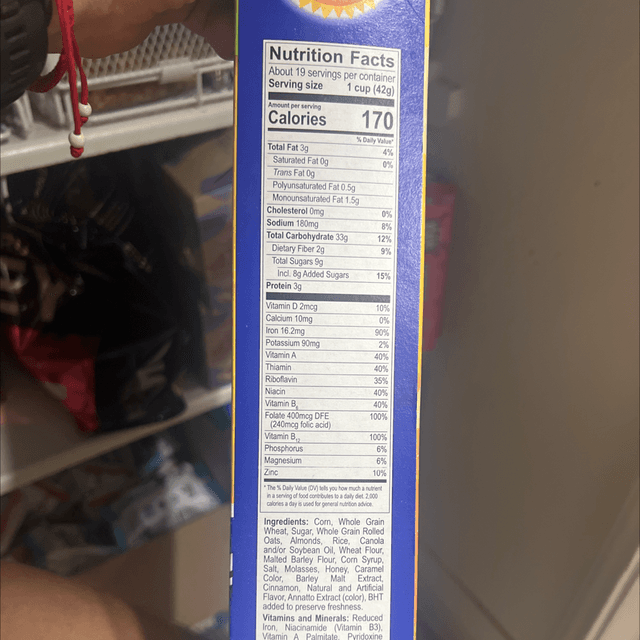 Nutrition Facts
About 19 servings per container
Serving size 1 cup (42g)
Amount per serving
Calories 170
% Daily Value*
Total Fat 3g 4%
Saturated Fat 0g 0%
Trans Fat 0g
Polyunsaturated Fat 0.5g
Monounsaturated Fat 1.5g
Cholesterol 0mg 0%
Sodium 180mg 8%
Total Carbohydrate 33g 12%
Dietary Fiber 2g 9%
Total Sugars 9g
Incl. 8g Added Sugars 15%
Protein 3g
Vitamin D 2mcg 10%
Calcium 10mg 0%
Iron 16.2mg 90%
Potassium 90mg 2%
Vitamin A 40%
Thiamin 40%
Riboflavin 35%
Niacin 40%
Vitamin B6 40%
Folate 400mcg DFE 100%
(240mcg folic acid)
Vitamin B12 100%
Phosphorus 6%
Magnesium 6%
Zinc 10%
* The % Daily Value (DV) tells you how much a nutrient
in a serving of food contributes to a daily diet. 2,000
calories a day is used for general nutrition advice.
Ingredients: Corn, Whole Grain
Wheat, Sugar, Whole Grain Rolled
Oats, Almonds, Rice, Canola
and/or Soybean Oil, Wheat Flour,
Malted Barley Flour, Corn Syrup,
Salt, Molasses, Honey, Caramel
Color, Barley Malt Extract,
Cinnamon, Natural and Artificial
Flavor, Annatto Extract (color), BHT
added to preserve freshness.
Vitamins and Minerals: Reduced
Iron, Niacinamide (Vitamin B3),
Vitamin A Palmitate, Pyridoxine